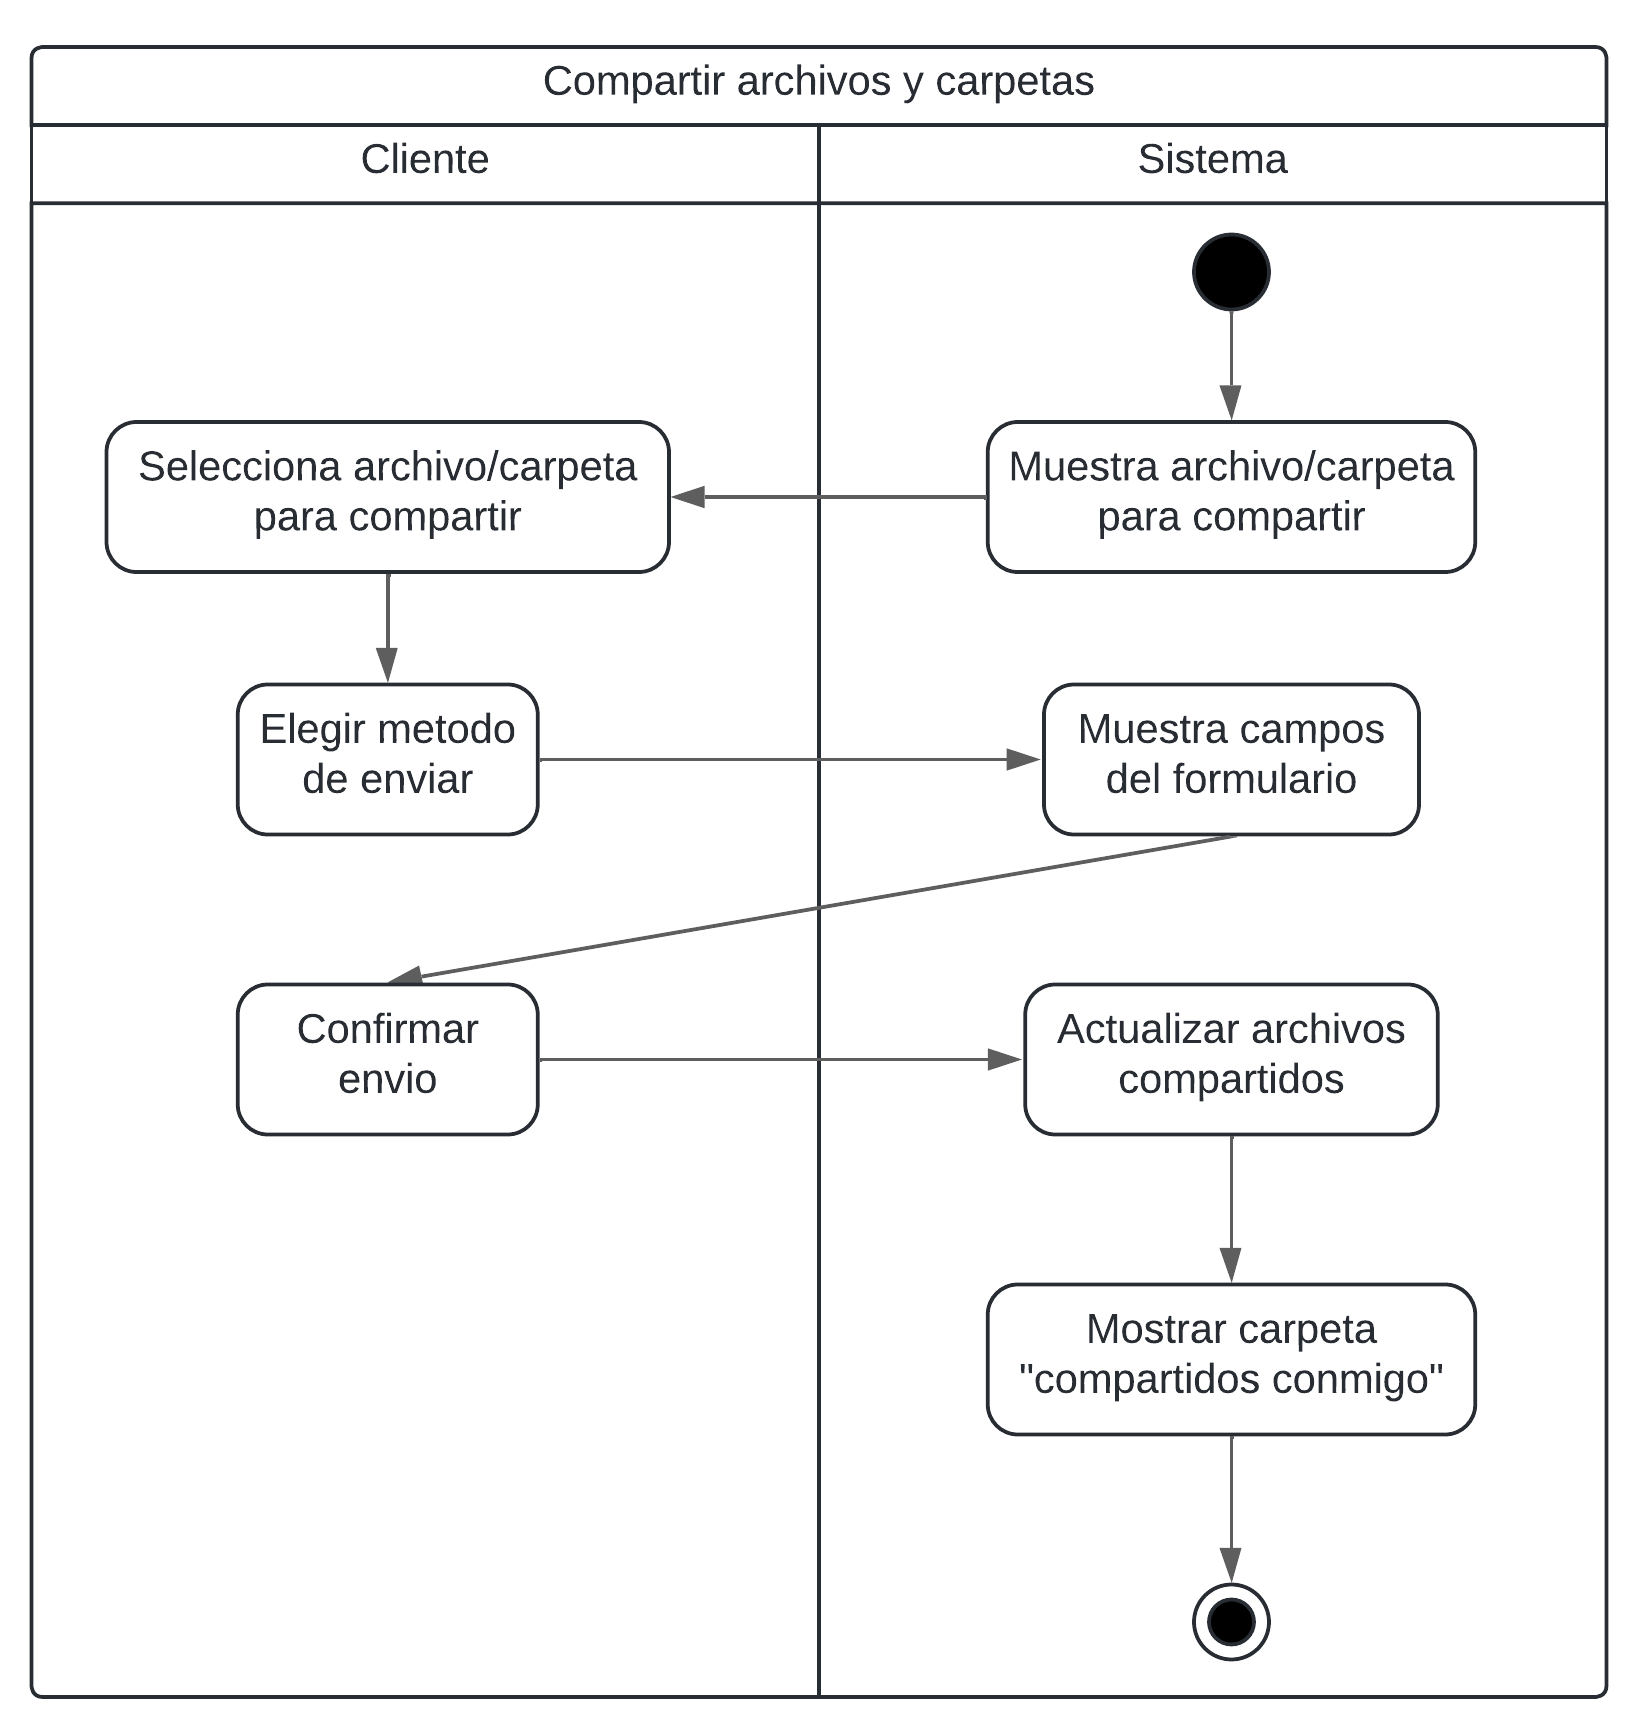 Compartir archivos y carpetas
Cliente
Sistema
Selecciona archivo/carpeta
para compartir
Muestra archivo/carpeta
para compartir
Elegir metodo
de enviar
Muestra campos
del formulario
Confirmar
envio
Actualizar archivos
compartidos
Mostrar carpeta
"compartidos conmigo"